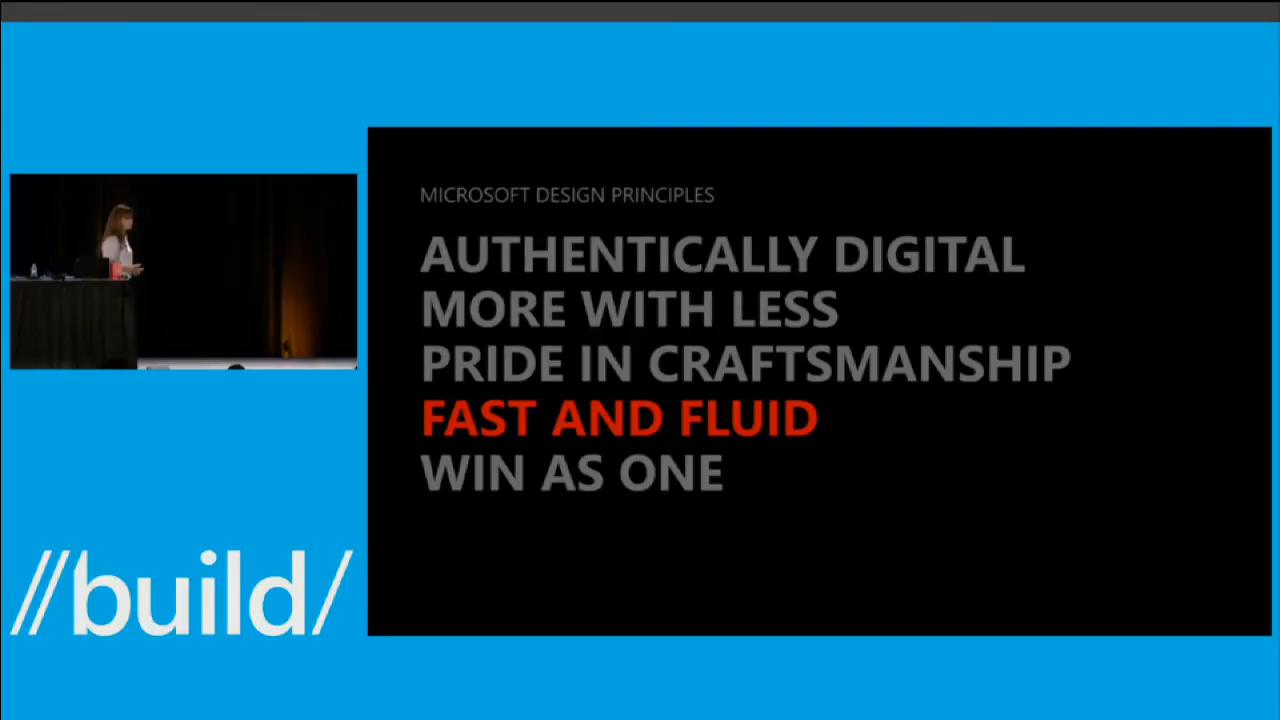 MICROSOFT DESIGN PRINCIPLES
AUTHENTICALLY DIGITAL
MORE WITH LESS
PRIDE IN CRAFTSMANSHIP
FAST AND FLUID
WIN AS ONE
//build/